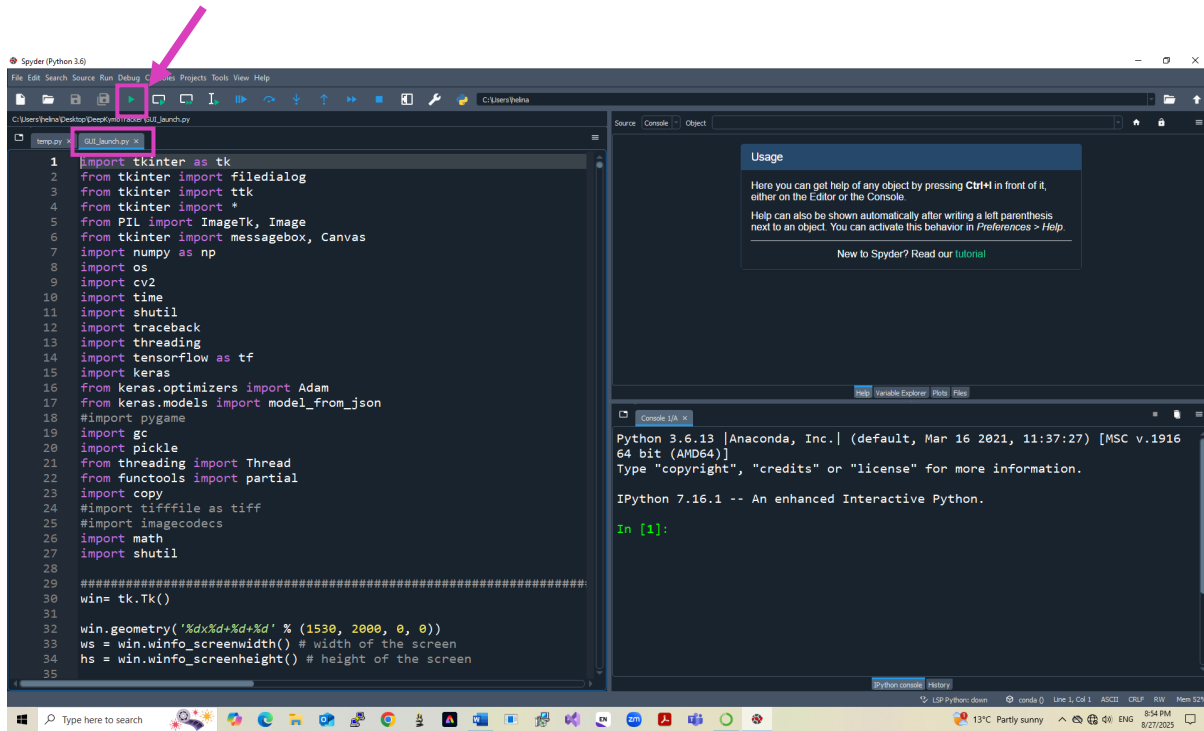 Spyder (Python 3.6)
File Edit Search Source Run Debug Projects Tools View Help
C:\Users\helina
C:\Users\helina\Desktop\DeepKymoTracker\GUI_launch.py
temp.py
GUI_launch.py
1 import tkinter as tk
2 from tkinter import filedialog
3 from tkinter import ttk
4 from tkinter import *
5 from PIL import ImageTk, Image
6 from tkinter import messagebox, Canvas
7 import numpy as np
8 import os
9 import cv2
10 import time
11 import shutil
12 import traceback
13 import threading
14 import tensorflow as tf
15 import keras
16 from keras.optimizers import Adam
17 from keras.models import model_from_json
18 #import pygame
19 import gc
20 import pickle
21 from threading import Thread
22 from functools import partial
23 import copy
24 #import tifffile as tiff
25 #import imagecodecs
26 import math
27 import shutil
28
29 ####################################################################
30 win= tk.Tk()
31
32 win.geometry('%dx%d+%d+%d' % (1530, 2000, 0, 0))
33 ws = win.winfo_screenwidth() # width of the screen
34 hs = win.winfo_screenheight() # height of the screen
35
Source Console Object
Usage
Here you can get help of any object by pressing Ctrl+I in front of it,
either on the Editor or the Console.
Help can also be shown automatically after writing a left parenthesis
next to an object. You can activate this behavior in Preferences > Help.
New to Spyder? Read our tutorial
Help Variable Explorer Plots Files
Console 1/A
Python 3.6.13 |Anaconda, Inc.| (default, Mar 16 2021, 11:37:27) [MSC v.1916
64 bit (AMD64)]
Type "copyright", "credits" or "license" for more information.
IPython 7.16.1 -- An enhanced Interactive Python.
In [1]:
IPython console History
LSP Python: down conda () Line 1, Col 1 ASCII CRLF RW Mem 52%
Type here to search
EN
zm
13°C Partly sunny
ENG
8:54 PM
8/27/2025